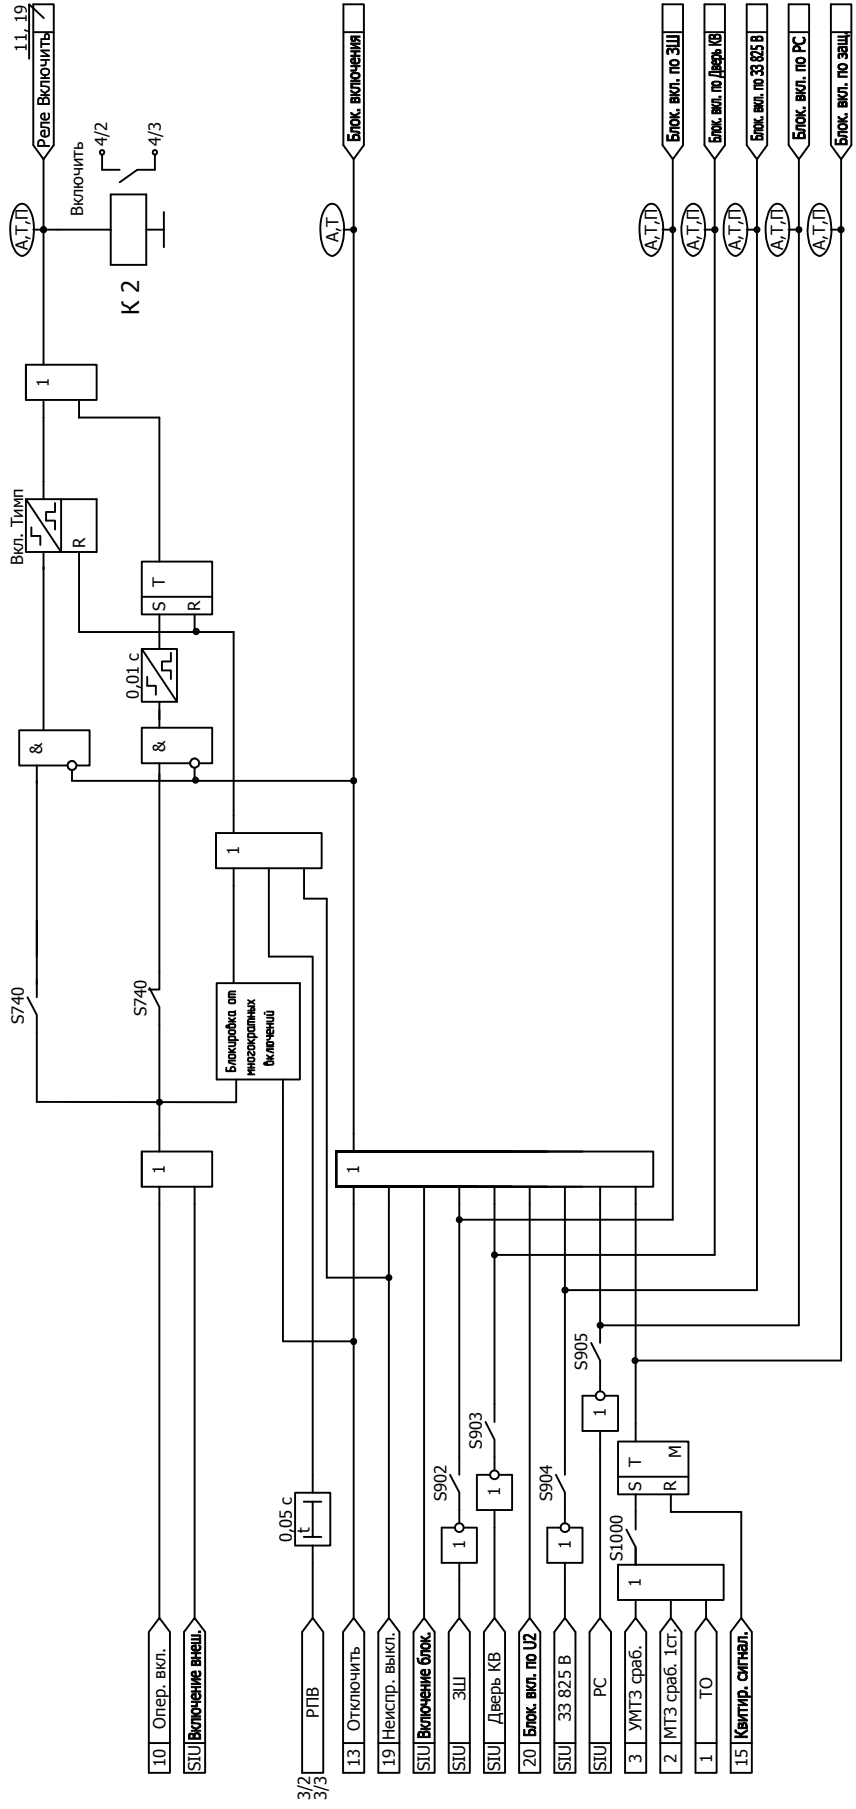 11, 19
Реле Включить
Блок. включения
Блок. вкл. по ЗШ
Блок. вкл. по Дверь КВ
Блок. вкл. по 33 825 В
Блок. вкл. по РС
Блок. вкл. по защ.
А,Т,П
А,Т
А,Т,П
А,Т,П
А,Т,П
А,Т,П
А,Т,П
Включить
4/2
4/3
К 2
1
Вкл. Тимп
R
S
T
R
0,01 с
&
&
1
S740
S740
Блокировка от
многократных
включений
1
1
S905
1
S903
1
S902
1
S904
1
S
T
R
M
S1000
1
0,05 с
t
10 Опер. вкл.
SIU Включение внеш.
3/2
3/3
РПВ
13 Отключить
19 Неиспр. выкл.
SIU Включение блок.
SIU ЗШ
SIU Дверь КВ
20 Блок. вкл. по U2
SIU 33 825 В
SIU РС
3 УМТЗ сраб.
2 МТЗ сраб. 1ст.
1 ТО
15 Квитир. сигнал.